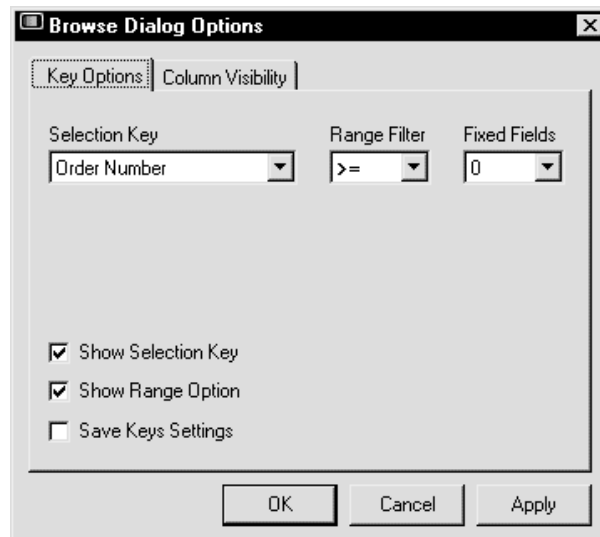 Browse Dialog Options
Key Options Column Visibility
Selection Key Range Filter Fixed Fields
Order Number >= 0
Show Selection Key
Show Range Option
Save Keys Settings
OK Cancel Apply